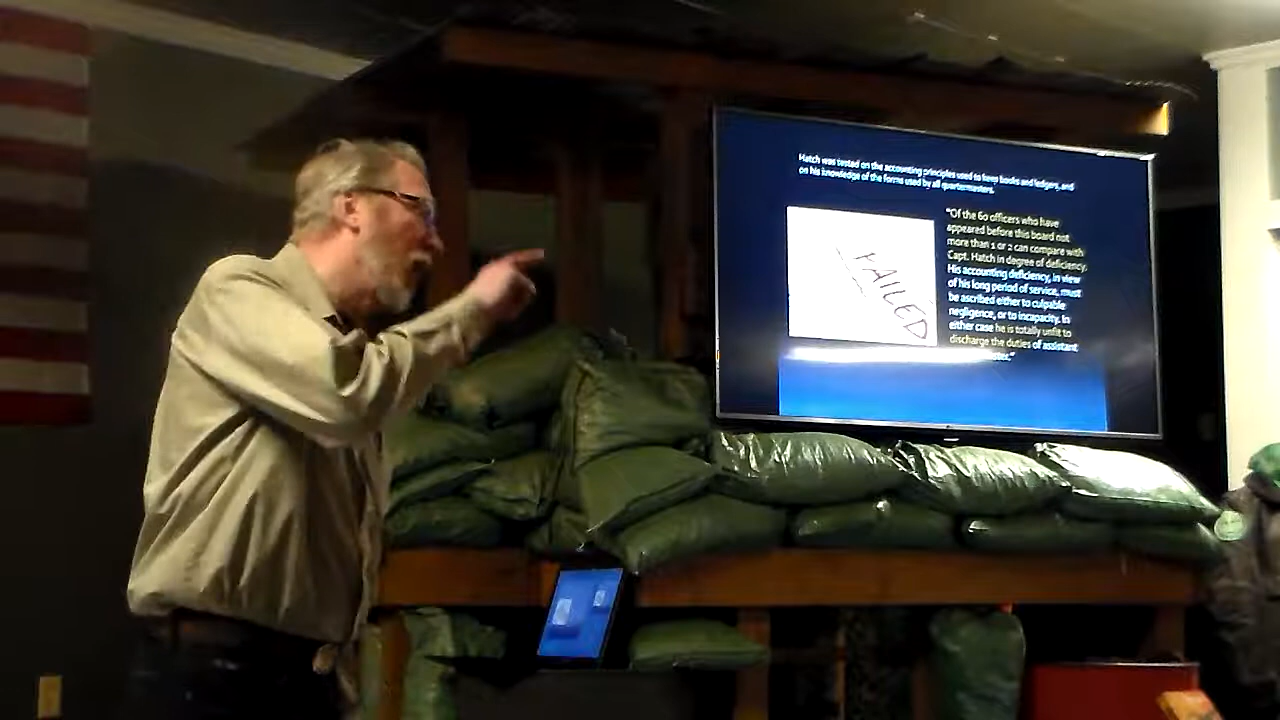 Hatch was tested on the accounting principles used to keep books and ledgers, and
on his knowledge of the forms used by all quartermasters.
FAILED
"Of the 60 officers who have
appeared before this board not
more than 1 or 2 can compare with
Capt. Hatch in degree of deficiency.
His accounting deficiency, in view
of his long period of service, must
be ascribed either to culpable
negligence, or to incapacity. In
either case he is totally unfit to
discharge the duties of assistant